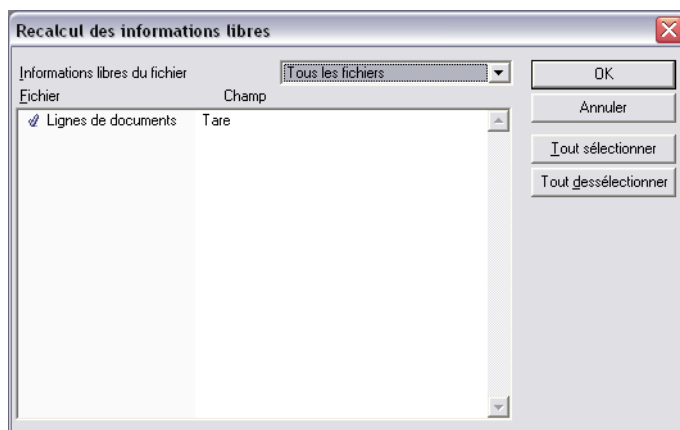 Recalcul des informations libres
Informations libres du fichier Tous les fichiers
Fichier Champ
Lignes de documents Tare
OK
Annuler
Tout sélectionner
Tout dessélectionner